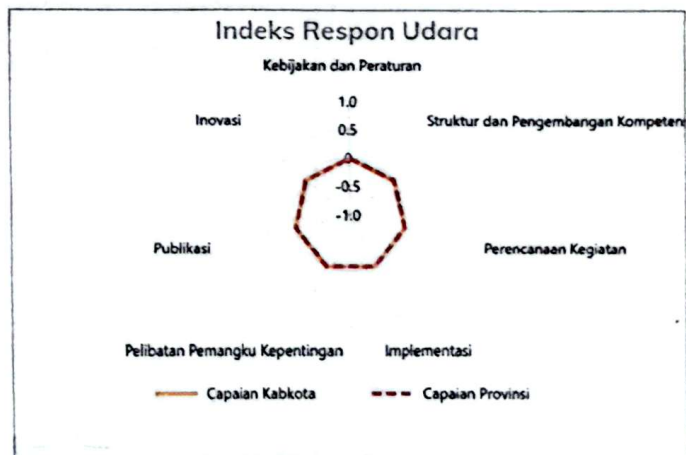 Indeks Respon Udara
Kebijakan dan Peraturan
1.0
Inovasi
Struktur dan Pengembangan Kompeten
0.5
0
-0.5
-1.0
Publikasi
Perencanaan Kegiatan
Pelibatan Pemangku Kepentingan
Implementasi
Capaian Kabkota
Capaian Provinsi